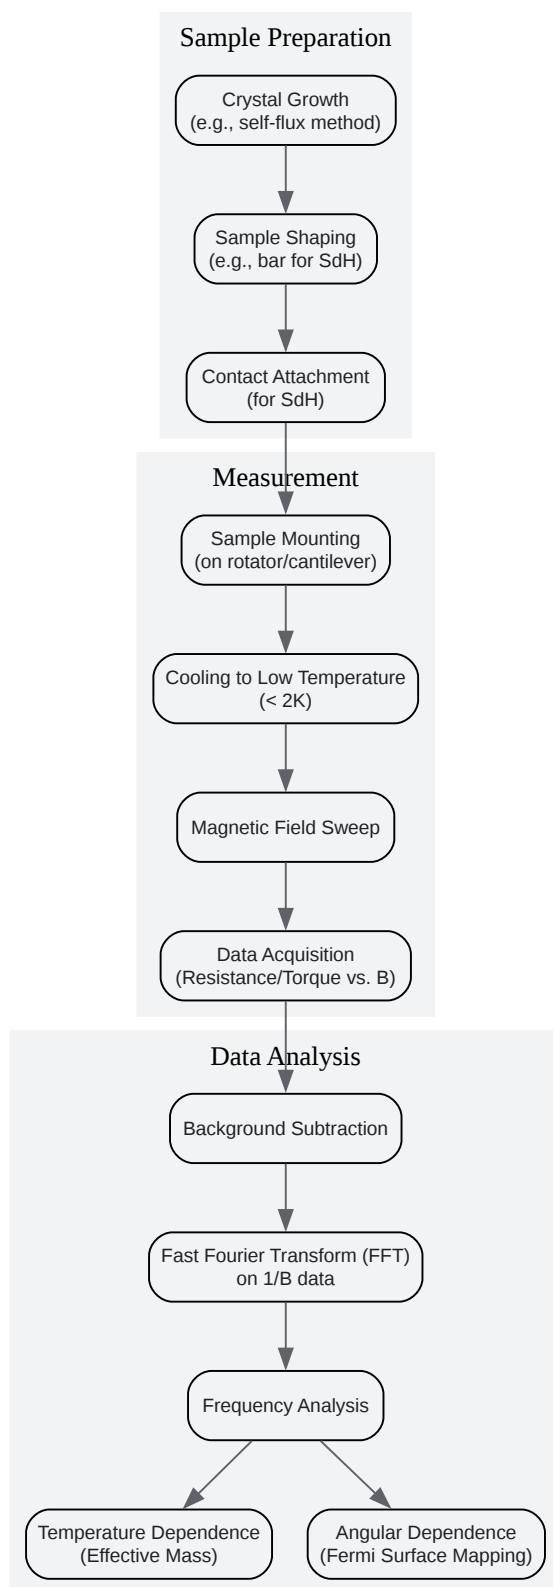 Sample Preparation
Crystal Growth
(e.g., self-flux method)
Sample Shaping
(e.g., bar for SdH)
Contact Attachment
(for SdH)
Measurement
Sample Mounting
(on rotator/cantilever)
Cooling to Low Temperature
(< 2K)
Magnetic Field Sweep
Data Acquisition
(Resistance/Torque vs. B)
Data Analysis
Background Subtraction
Fast Fourier Transform (FFT)
on 1/B data
Frequency Analysis
Temperature Dependence
(Effective Mass)
Angular Dependence
(Fermi Surface Mapping)